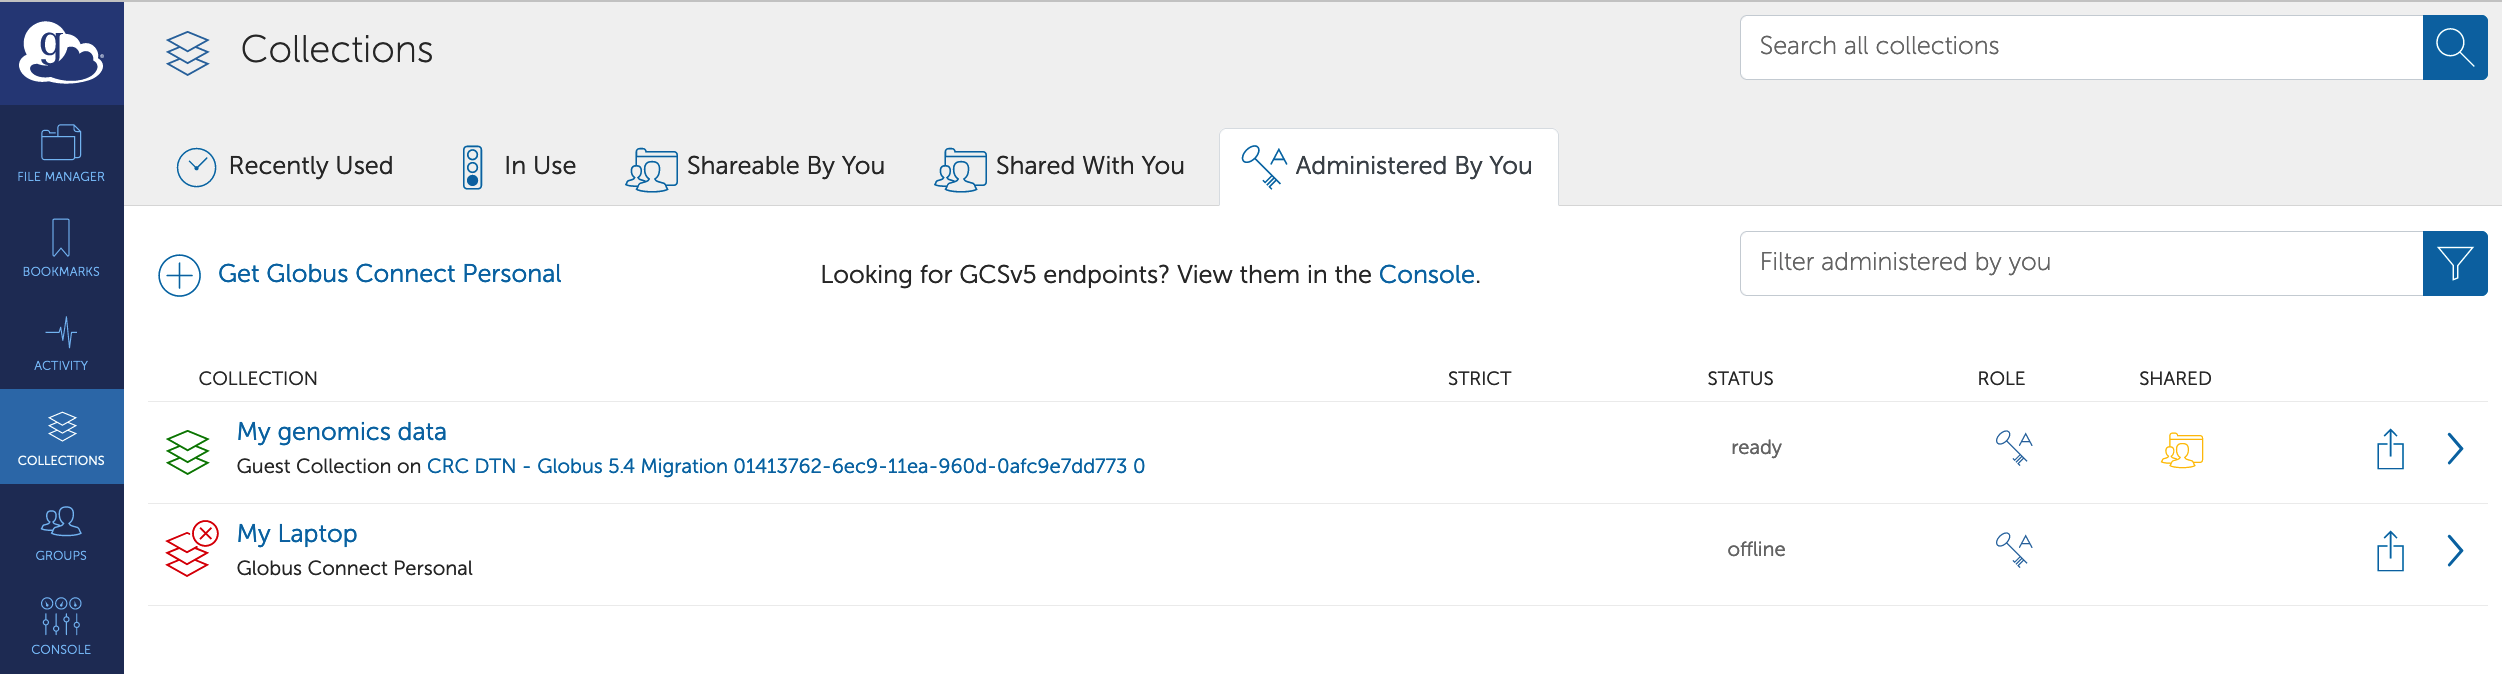 g
Collections
Search all collections
FILE MANAGER
BOOKMARKS
ACTIVITY
COLLECTIONS
GROUPS
CONSOLE
Recently Used
In Use
Shareable By You
Shared With You
A Administered By You
Get Globus Connect Personal
Looking for GCSv5 endpoints? View them in the Console.
Filter administered by you
COLLECTION STRICT STATUS ROLE SHARED
My genomics data
Guest Collection on CRC DTN - Globus 5.4 Migration 01413762-6ec9-11ea-960d-0afc9e7dd773 0
ready
A
My Laptop
Globus Connect Personal
offline
A